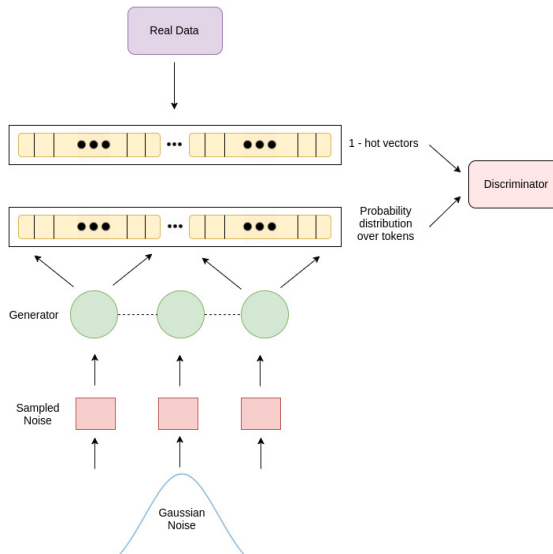 Real Data
1 - hot vectors
Discriminator
Probability
distribution
over tokens
Generator
Sampled
Noise
Gaussian
Noise